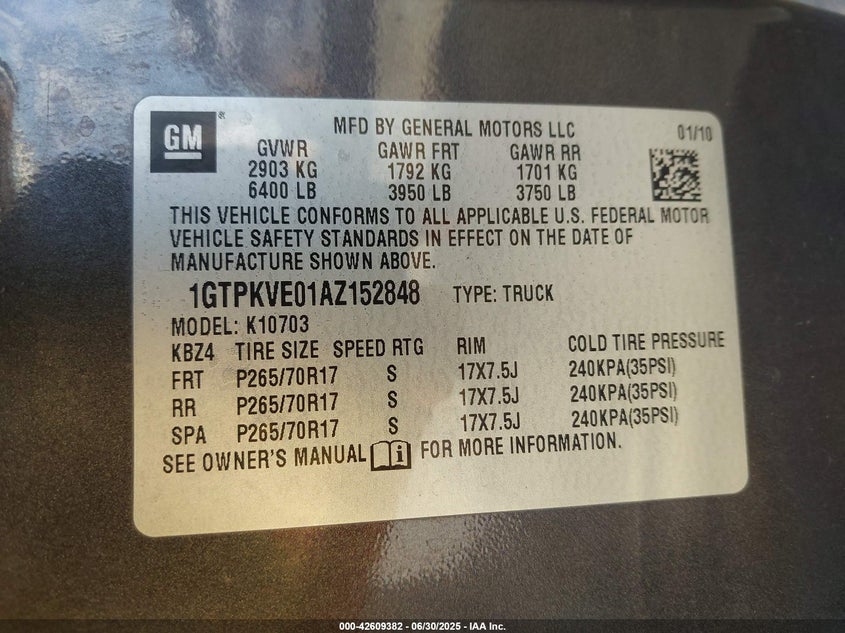 GM ®
MFD BY GENERAL MOTORS LLC 01/10
GVWR GAWR FRT GAWR RR
2903 KG 1792 KG 1701 KG
6400 LB 3950 LB 3750 LB
THIS VEHICLE CONFORMS TO ALL APPLICABLE U.S. FEDERAL MOTOR
VEHICLE SAFETY STANDARDS IN EFFECT ON THE DATE OF
MANUFACTURE SHOWN ABOVE.
1GTPKVE01AZ152848 TYPE: TRUCK
MODEL: K10703
KBZ4 TIRE SIZE SPEED RTG RIM COLD TIRE PRESSURE
FRT P265/70R17 S 17X7.5J 240KPA(35PSI)
RR P265/70R17 S 17X7.5J 240KPA(35PSI)
SPA P265/70R17 S 17X7.5J 240KPA(35PSI)
SEE OWNER'S MANUAL i FOR MORE INFORMATION.
000-42609382 - 06/30/2025 - IAA Inc.